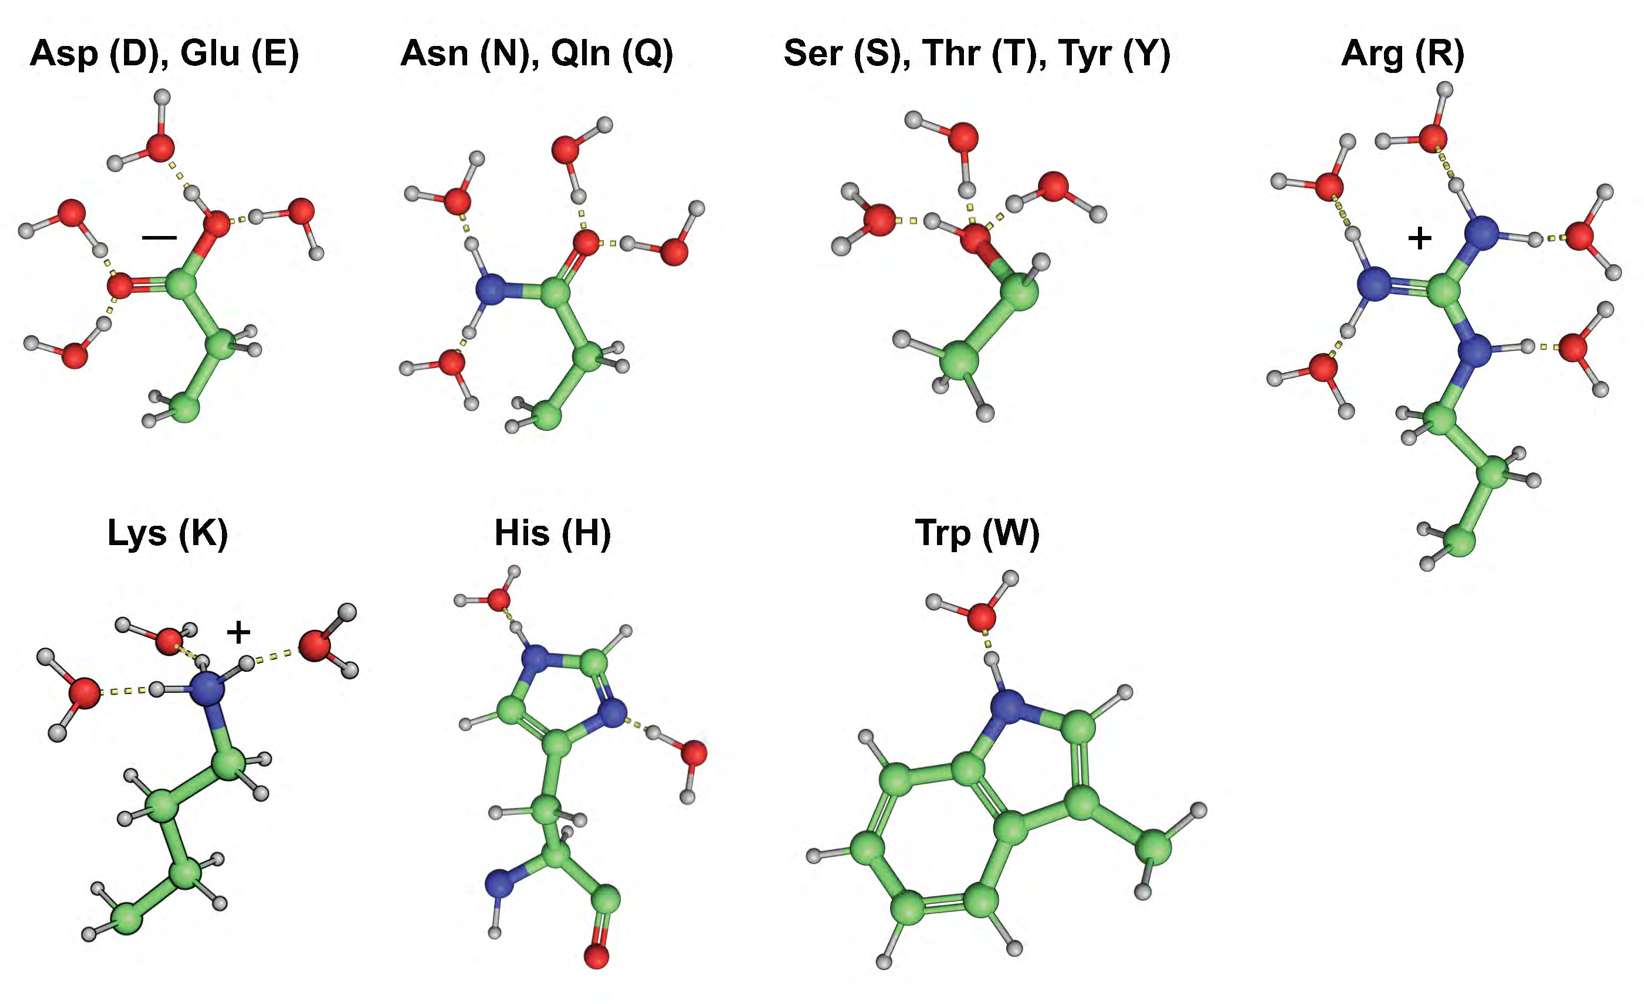 Asp (D), Glu (E)
Asn (N), Qln (Q)
Ser (S), Thr (T), Tyr (Y)
Arg (R)
—
+
Lys (K)
His (H)
Trp (W)
+